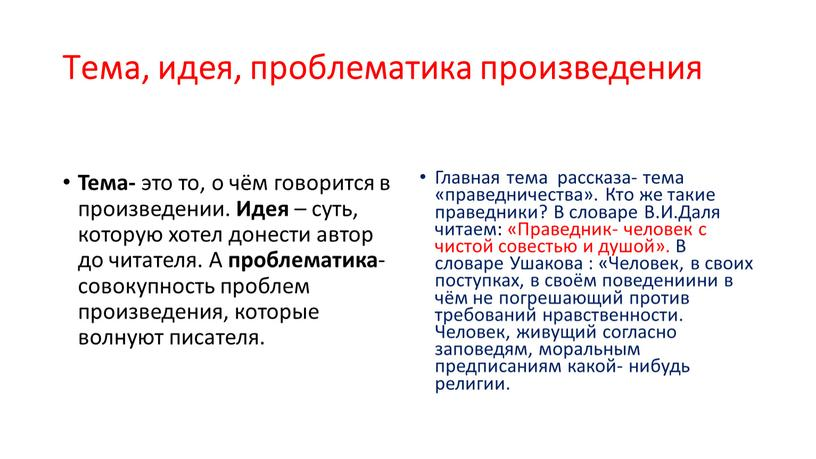 Тема, идея, проблематика произведения
• Тема- это то, о чём говорится в
произведении. Идея – суть,
которую хотел донести автор
до читателя. А проблематика-
совокупность проблем
произведения, которые
волнуют писателя.
• Главная тема  рассказа- тема
«праведничества». Кто же такие
праведники? В словаре В.И.Даля
читаем: «Праведник- человек с
чистой совестью и душой». В
словаре Ушакова : «Человек, в своих
поступках, в своём поведениини в
чём не погрешающий против
требований нравственности.
Человек, живущий согласно
заповедям, моральным
предписаниям какой- нибудь
религии.